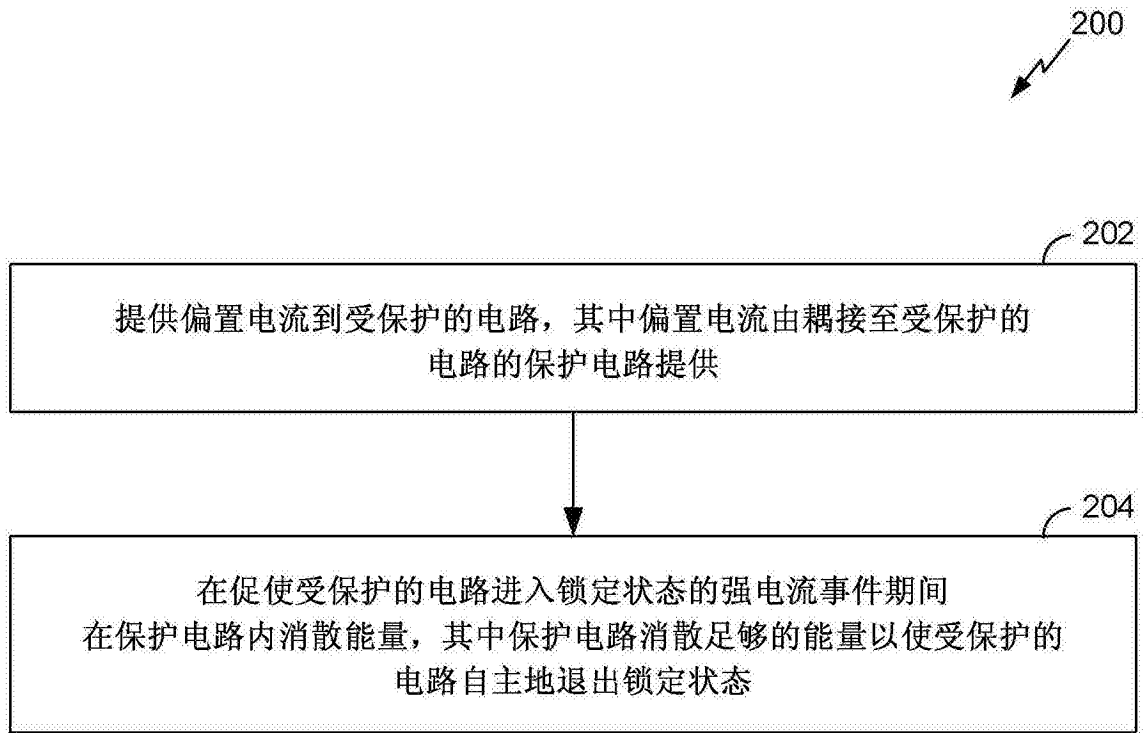 200
202
提供偏置电流到受保护的电路，其中偏置电流由耦接至受保护的
电路的保护电路提供
204
在促使受保护的电路进入锁定状态的强电流事件期间
在保护电路内消散能量，其中保护电路消散足够的能量以使受保护的
电路自主地退出锁定状态